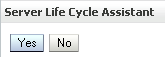 Server Life Cycle Assistant
Yes No